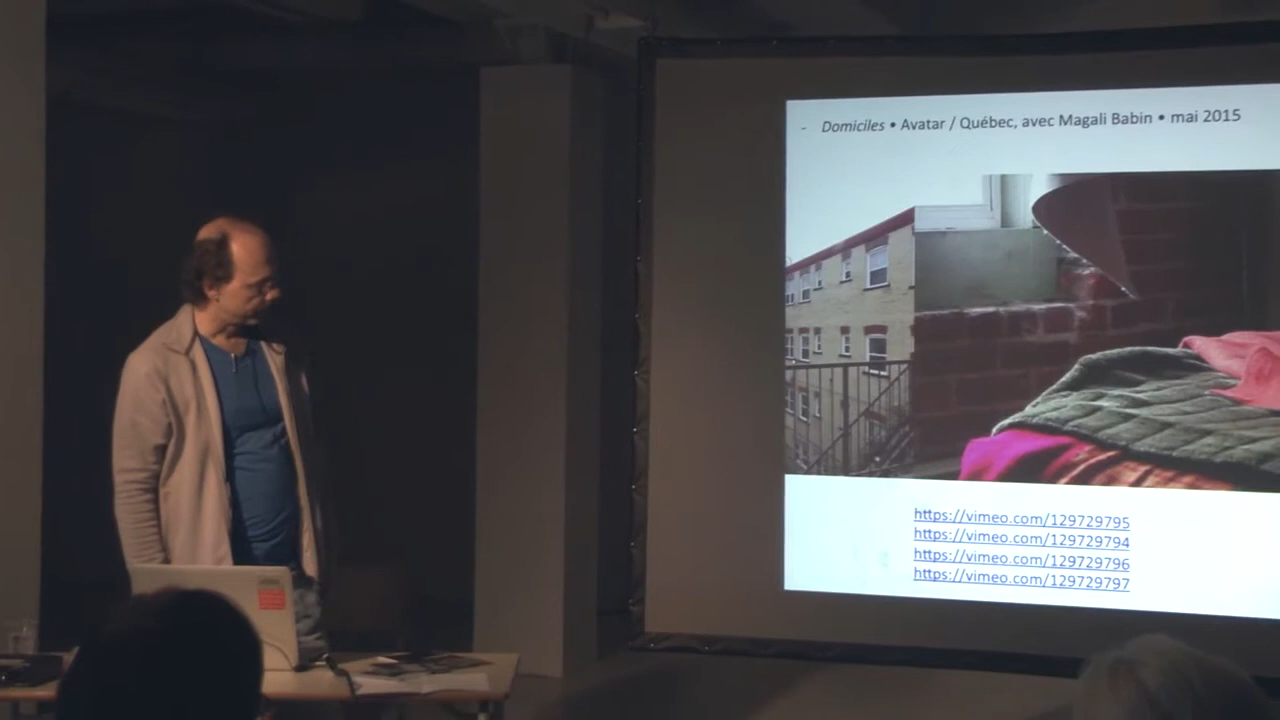 - Domiciles • Avatar / Québec, avec Magali Babin • mai 2015
https://vimeo.com/129729795
https://vimeo.com/129729794
https://vimeo.com/129729796
https://vimeo.com/129729797